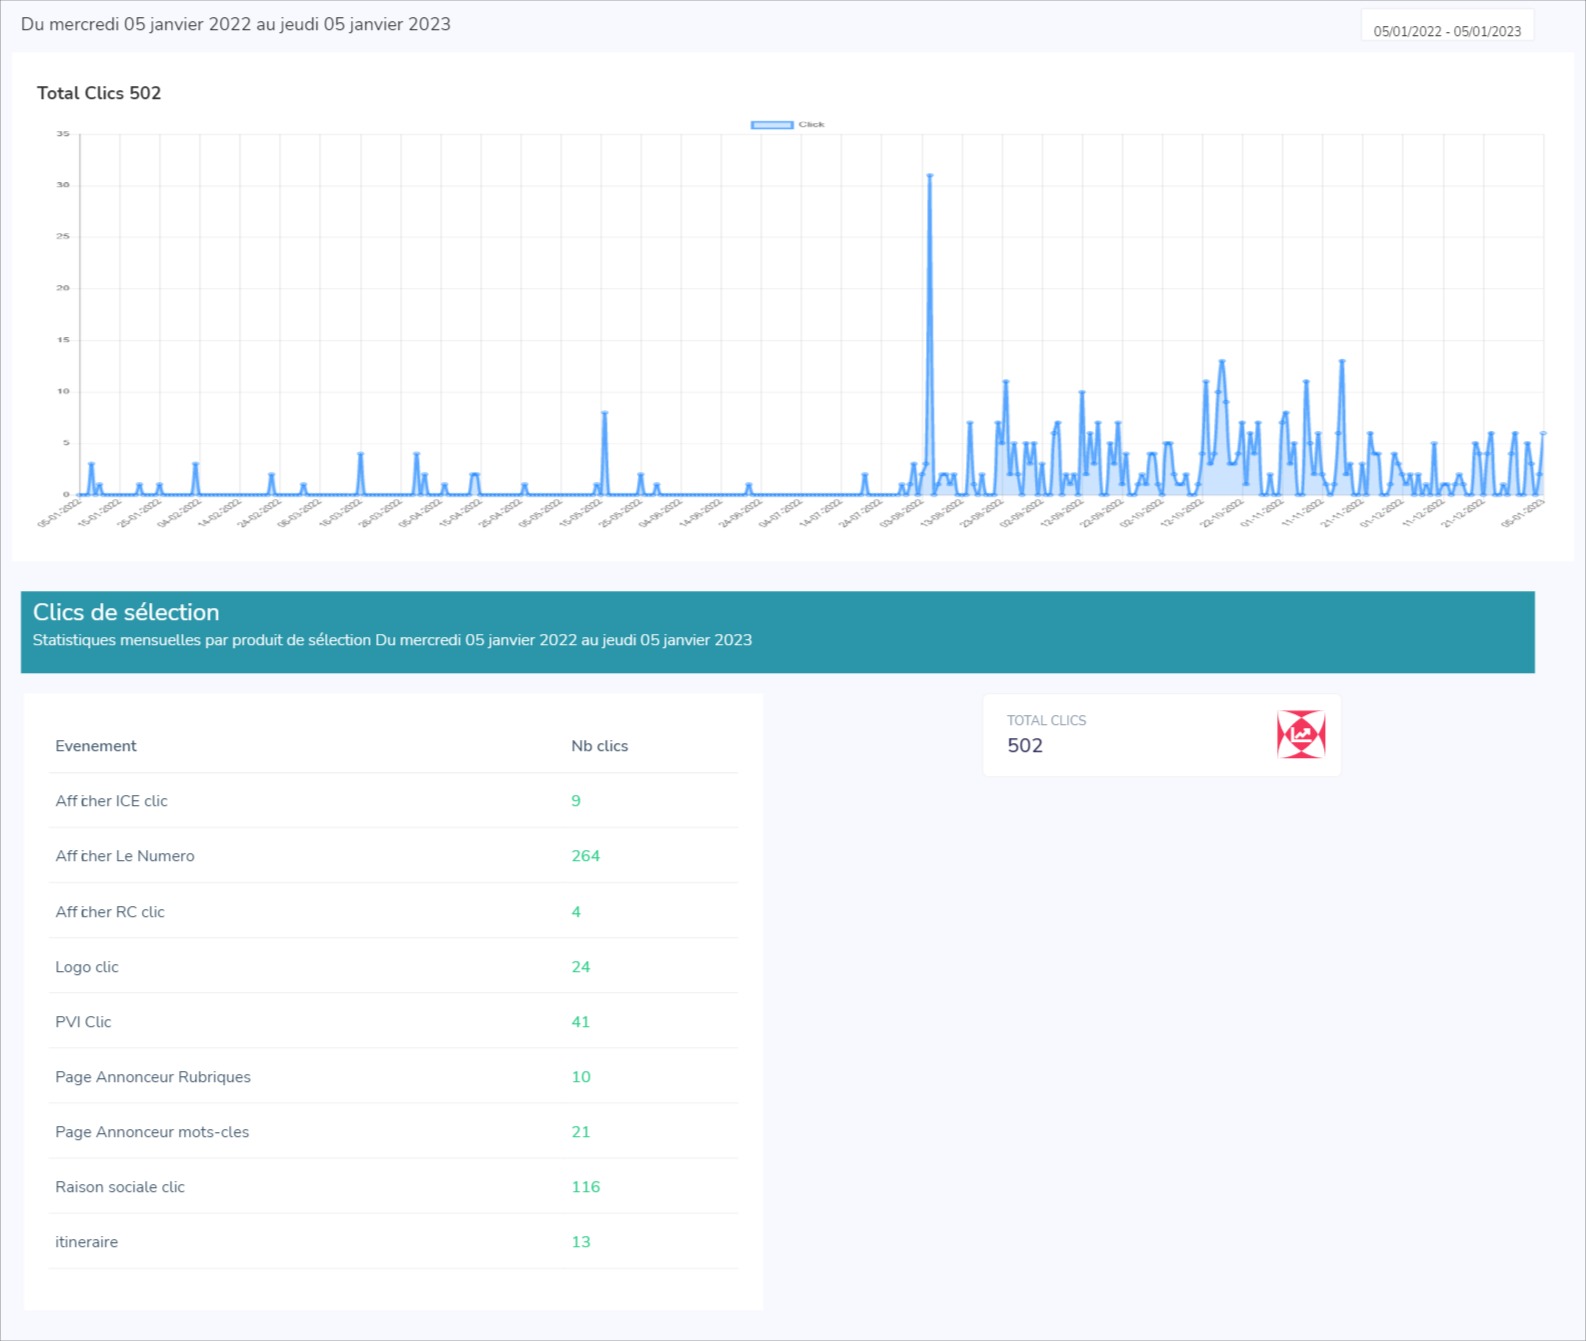 Du mercredi 05 janvier 2022 au jeudi 05 janvier 2023
05/01/2022 - 05/01/2023
Total Clics 502
Click
35
30
25
20
15
10
5
0
05-01-2022 15-01-2022 25-01-2022 04-02-2022 14-02-2022 24-02-2022 06-03-2022 16-03-2022 26-03-2022 05-04-2022 15-04-2022 25-04-2022 05-05-2022 15-05-2022 25-05-2022 04-06-2022 14-06-2022 24-06-2022 04-07-2022 14-07-2022 24-07-2022 03-08-2022 13-08-2022 23-08-2022 02-09-2022 12-09-2022 22-09-2022 02-10-2022 12-10-2022 22-10-2022 01-11-2022 11-11-2022 21-11-2022 01-12-2022 11-12-2022 21-12-2022 05-01-2023
Clics de sélection
Statistiques mensuelles par produit de sélection Du mercredi 05 janvier 2022 au jeudi 05 janvier 2023
TOTAL CLICS
502
Evenement Nb clics
Afficher ICE clic 9
Afficher Le Numero 264
Afficher RC clic 4
Logo clic 24
PVI Clic 41
Page Annonceur Rubriques 10
Page Annonceur mots-cles 21
Raison sociale clic 116
itineraire 13